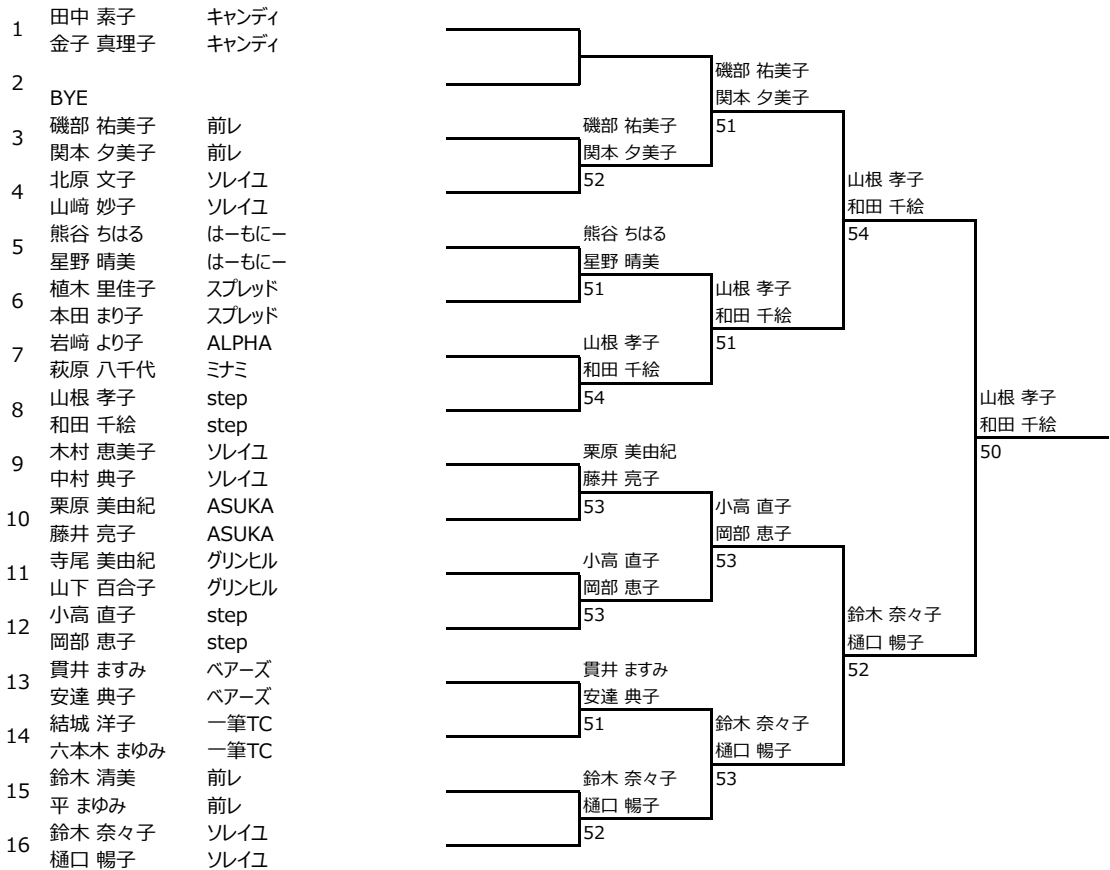 1
田中 素子 キャンディ
金子 真理子 キャンディ
2
BYE
3
磯部 祐美子 前レ
関本 夕美子 前レ
4
北原 文子 ソレイユ
山﨑 妙子 ソレイユ
5
熊谷 ちはる はーもにー
星野 晴美 はーもにー
6
植木 里佳子 スプレッド
本田 まり子 スプレッド
7
岩﨑 より子 ALPHA
萩原 八千代 ミナミ
8
山根 孝子 step
和田 千絵 step
9
木村 恵美子 ソレイユ
中村 典子 ソレイユ
10
栗原 美由紀 ASUKA
藤井 亮子 ASUKA
11
寺尾 美由紀 グリンヒル
山下 百合子 グリンヒル
12
小高 直子 step
岡部 恵子 step
13
貫井 ますみ ベアーズ
安達 典子 ベアーズ
14
結城 洋子 一筆TC
六本木 まゆみ 一筆TC
15
鈴木 清美 前レ
平 まゆみ 前レ
16
鈴木 奈々子 ソレイユ
樋口 暢子 ソレイユ
磯部 祐美子
関本 夕美子
52
熊谷 ちはる
星野 晴美
51
山根 孝子
和田 千絵
54
栗原 美由紀
藤井 亮子
53
小高 直子
岡部 恵子
53
貫井 ますみ
安達 典子
51
鈴木 奈々子
樋口 暢子
52
磯部 祐美子
関本 夕美子
51
山根 孝子
和田 千絵
51
小高 直子
岡部 恵子
53
鈴木 奈々子
樋口 暢子
53
山根 孝子
和田 千絵
54
鈴木 奈々子
樋口 暢子
52
山根 孝子
和田 千絵
50